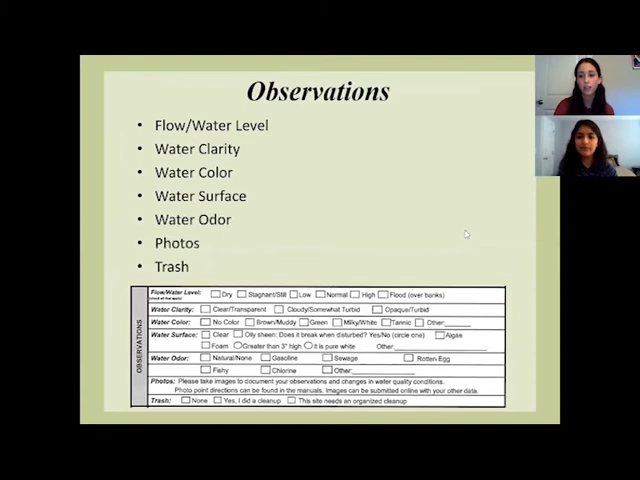 Observations
• Flow/Water Level
• Water Clarity
• Water Color
• Water Surface
• Water Odor
• Photos
• Trash
OBSERVATIONS
Flow/Water Level: Dry Stagnant/Still Low Normal High Flood (over banks)
Water Clarity: Clear/Transparent Cloudy/Somewhat Turbid Opaque/Turbid
Water Color: No Color Brown/Muddy Green Milky/White Tannic Other:______
Water Surface: Clear Oily sheen: Does it break when disturbed? Yes/No (circle one) Algae
Foam Greater than 3" high It is pure white Other:______
Water Odor: Natural/None Gasoline Sewage Rotten Egg
Fishy Chlorine Other:______
Photos: Please take images to document your observations and changes in water quality conditions.
Photo point directions can be found in the manuals. Images can be submitted online with your other data.
Trash: None Yes, I did a cleanup This site needs an organized cleanup